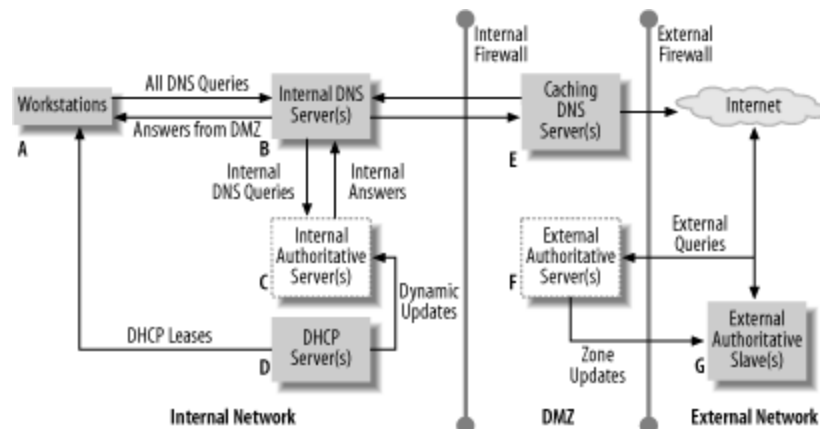 Internal
Firewall
External
Firewall
Workstations
A
All DNS Queries
Answers from DMZ
Internal DNS
Server(s)
B
Caching
DNS
Server(s)
E
Internet
Internal
DNS Queries
Internal
Answers
Internal
Authoritative
Server(s)
C
External
Authoritative
Server(s)
F
External
Queries
Dynamic
Updates
DHCP Leases
DHCP
Server(s)
D
Zone
Updates
External
Authoritative
Slave(s)
G
Internal Network
DMZ
External Network